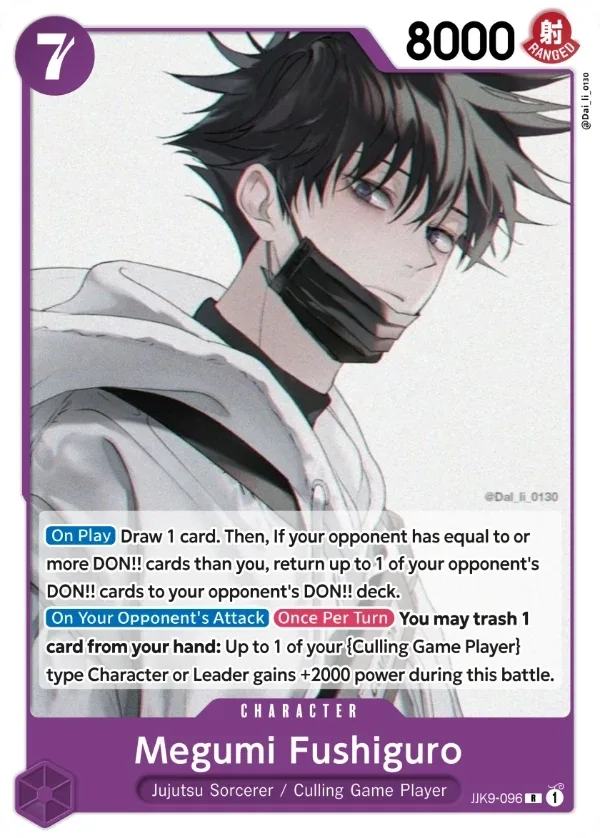 7
8000
射
RANGED
@Dai_li_0130
@Dai_li_0130
On Play Draw 1 card. Then, If your opponent has equal to or
more DON!! cards than you, return up to 1 of your opponent's
DON!! cards to your opponent's DON!! deck.
On Your Opponent's Attack Once Per Turn You may trash 1
card from your hand: Up to 1 of your {Culling Game Player}
type Character or Leader gains +2000 power during this battle.
CHARACTER
Megumi Fushiguro
Jujutsu Sorcerer / Culling Game Player
JJK9-096 R 1